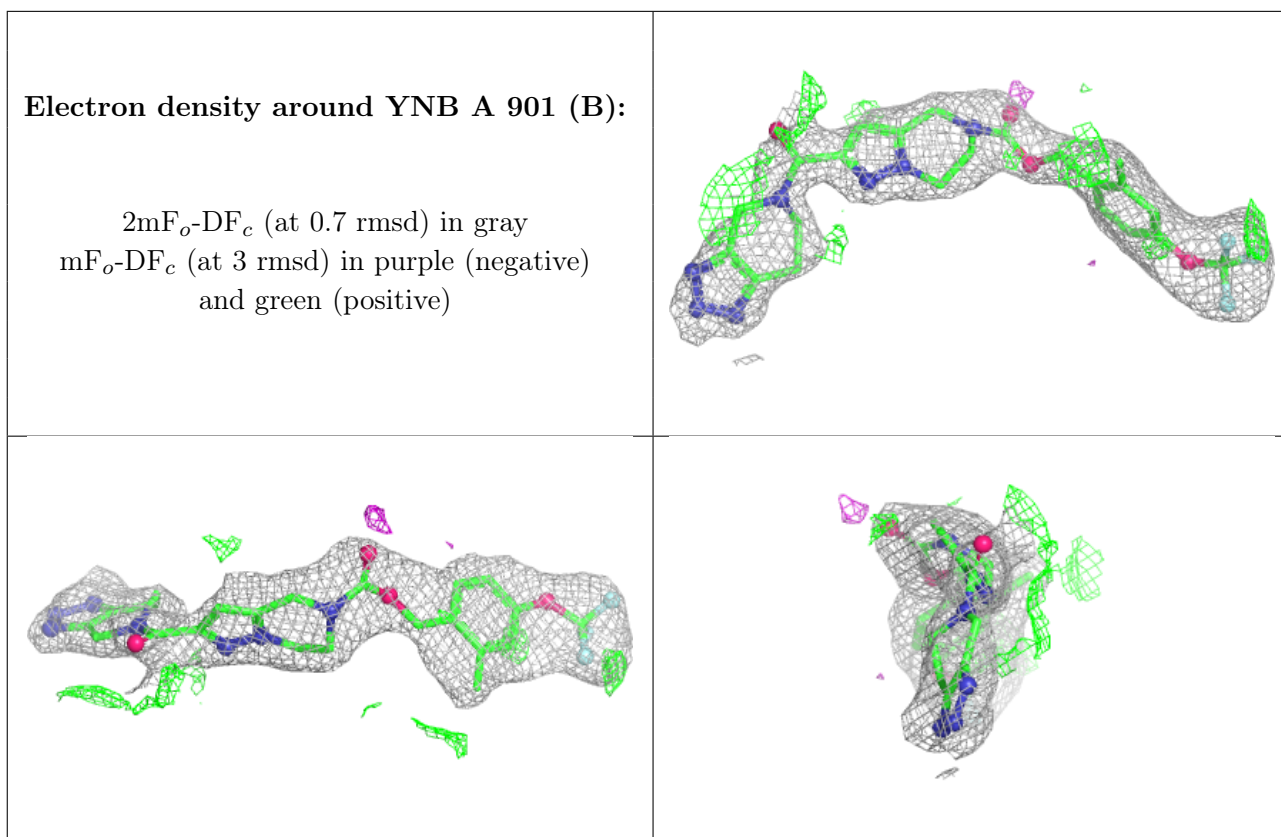 Electron density around YNB A 901 (B):
2mFo-DFc (at 0.7 rmsd) in gray
mFo-DFc (at 3 rmsd) in purple (negative)
and green (positive)